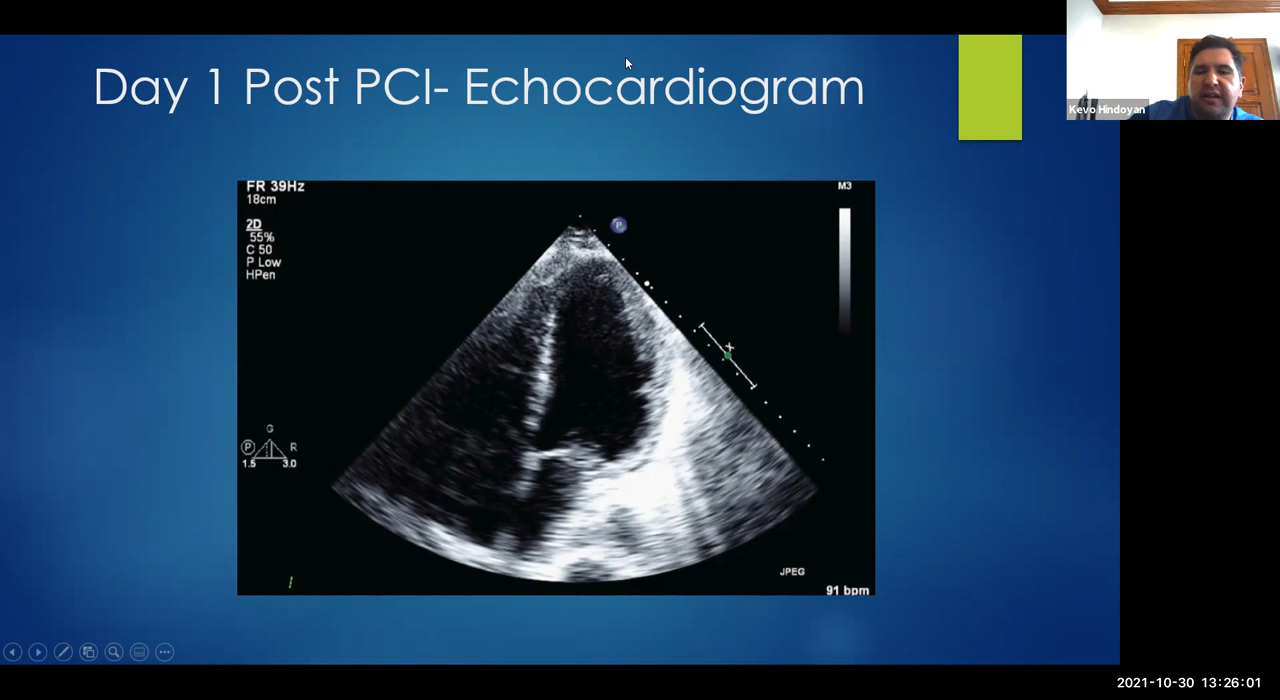 Day 1 Post PCI- Echocardiogram
Kevo Hindoyan
FR 39Hz
18cm
M3
2D
55%
C 50
P Low
HPen
P
G
P R
1.5 3.0
x
JPEG
91 bpm
2021-10-30 13:26:01